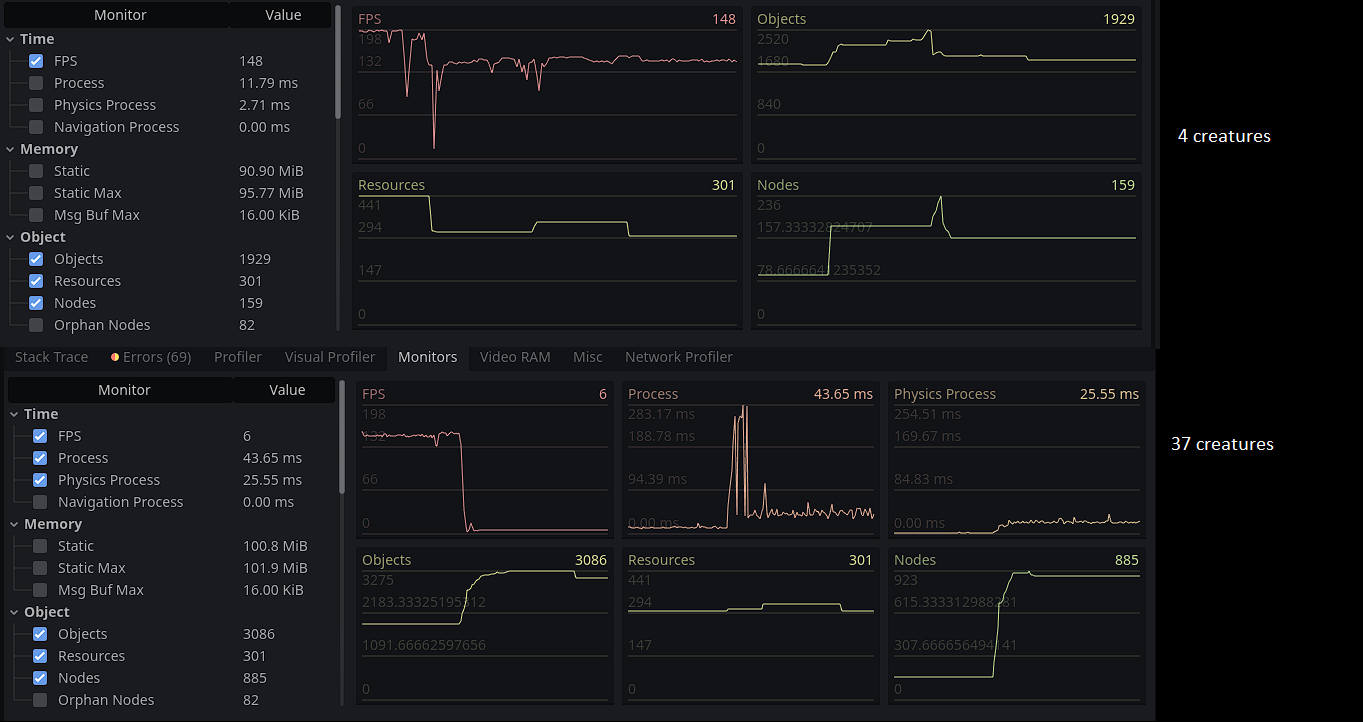 Monitor Value
Time
FPS 148
Process 11.79 ms
Physics Process 2.71 ms
Navigation Process 0.00 ms
Memory
Static 90.90 MiB
Static Max 95.77 MiB
Msg Buf Max 16.00 KiB
Object
Objects 1929
Resources 301
Nodes 159
Orphan Nodes 82
FPS 148
198
132
66
0
Objects 1929
2520
1680
840
0
Resources 301
441
294
147
0
Nodes 159
236
157.33332824707
78.6666641235352
0
4 creatures
Stack Trace Errors (69) Profiler Visual Profiler Monitors Video RAM Misc Network Profiler
Monitor Value
Time
FPS 6
Process 43.65 ms
Physics Process 25.55 ms
Navigation Process 0.00 ms
Memory
Static 100.8 MiB
Static Max 101.9 MiB
Msg Buf Max 16.00 KiB
Object
Objects 3086
Resources 301
Nodes 885
Orphan Nodes 82
FPS 6
198
132
66
0
Process 43.65 ms
283.17 ms
188.78 ms
94.39 ms
0.00 ms
Physics Process 25.55 ms
254.51 ms
169.67 ms
84.83 ms
0.00 ms
Objects 3086
3275
2183.33325195312
1091.66662597656
0
Resources 301
441
294
147
0
Nodes 885
923
615.333312988281
307.666656494141
0
37 creatures